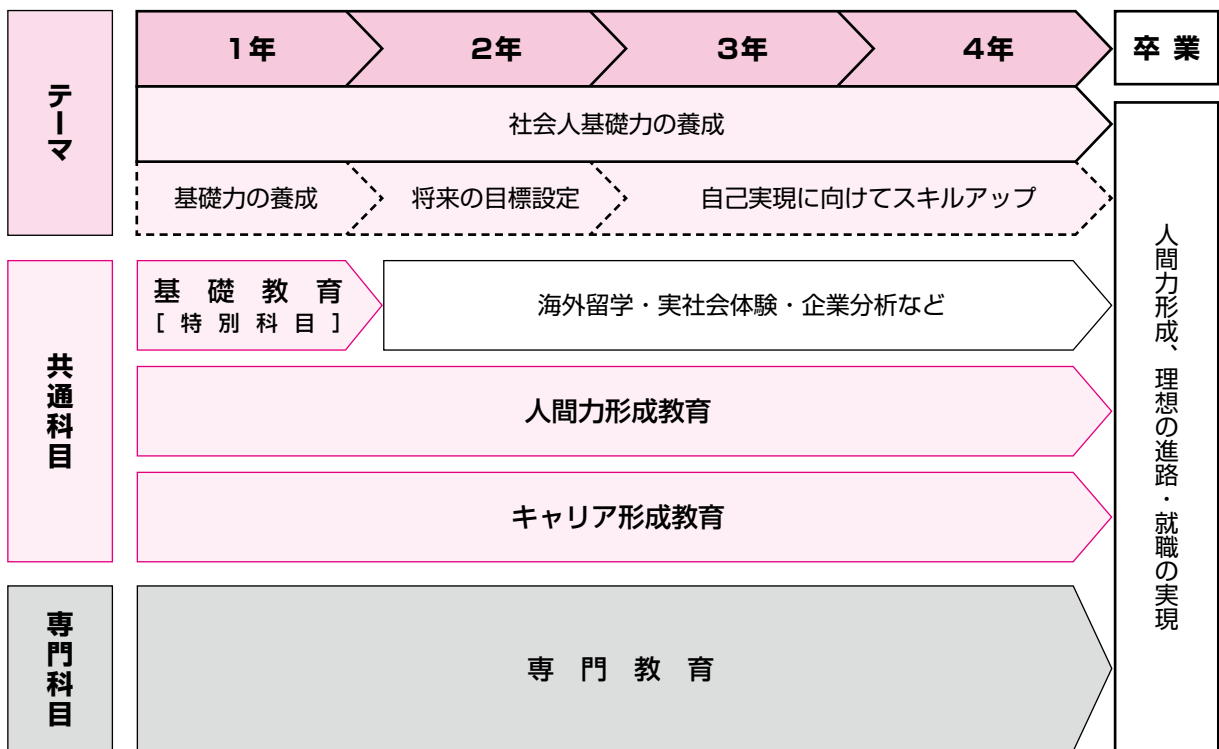 テーマ
1年
2年
3年
4年
卒業
社会人基礎力の養成
基礎力の養成
将来の目標設定
自己実現に向けてスキルアップ
共通科目
基礎教育
[特別科目]
海外留学・実社会体験・企業分析など
人間力形成教育
キャリア形成教育
専門科目
専門教育
人間力形成、理想の進路・就職の実現